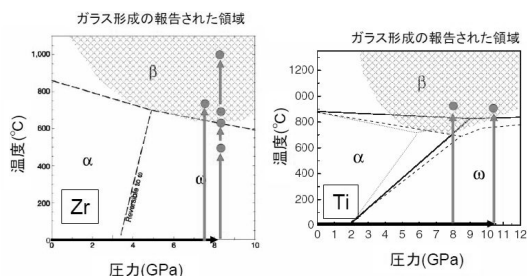 ガラス形成の報告された領域
1,000
800
600
400
200
0
0 2 4 6 8 10
温度(°C)
圧力(GPa)
β
α
ω
Zr
Reversible to α
ガラス形成の報告された領域
1200
1000
800
600
400
200
0
0 1 2 3 4 5 6 7 8 9 10 11 12
温度(°C)
圧力(GPa)
β
α
ω
Ti